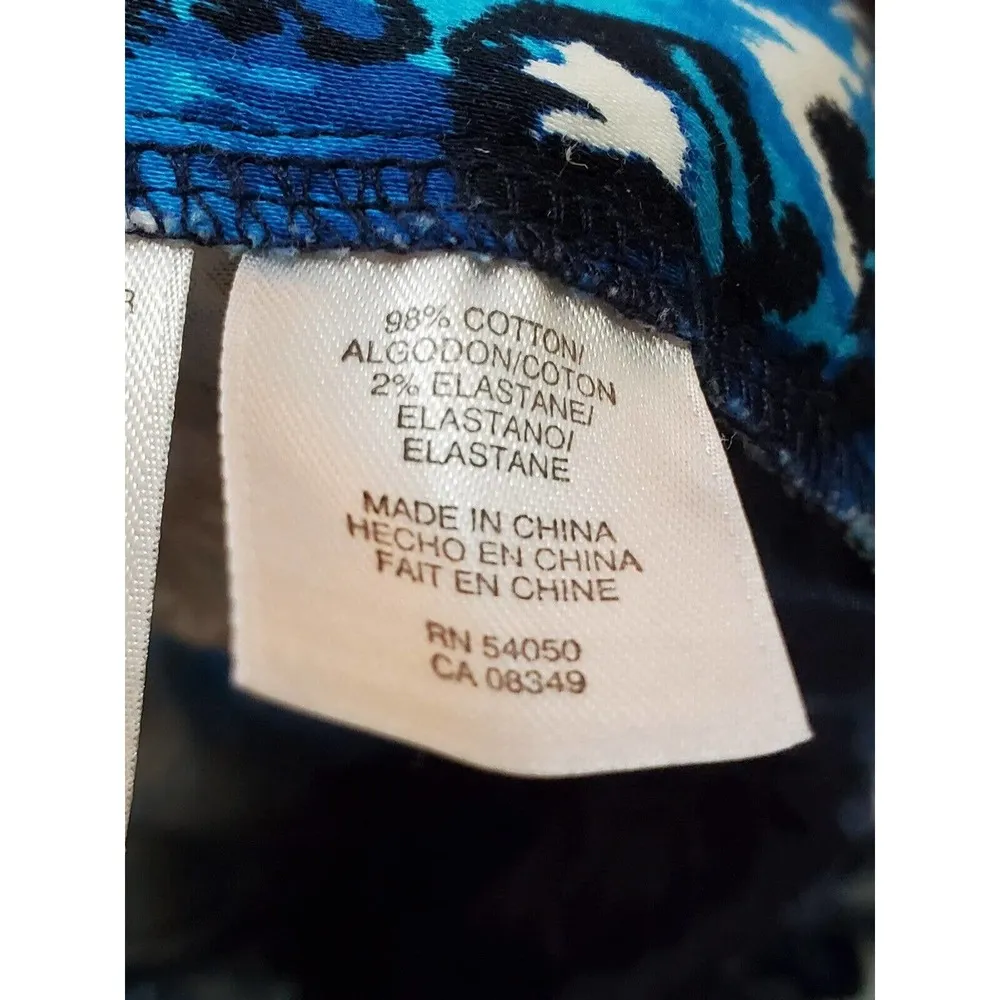 98% COTTON/
ALGODON/COTON
2% ELASTANE/
ELASTANO/
ELASTANE
MADE IN CHINA
HECHO EN CHINA
FAIT EN CHINE
RN 54050
CA 08349
R